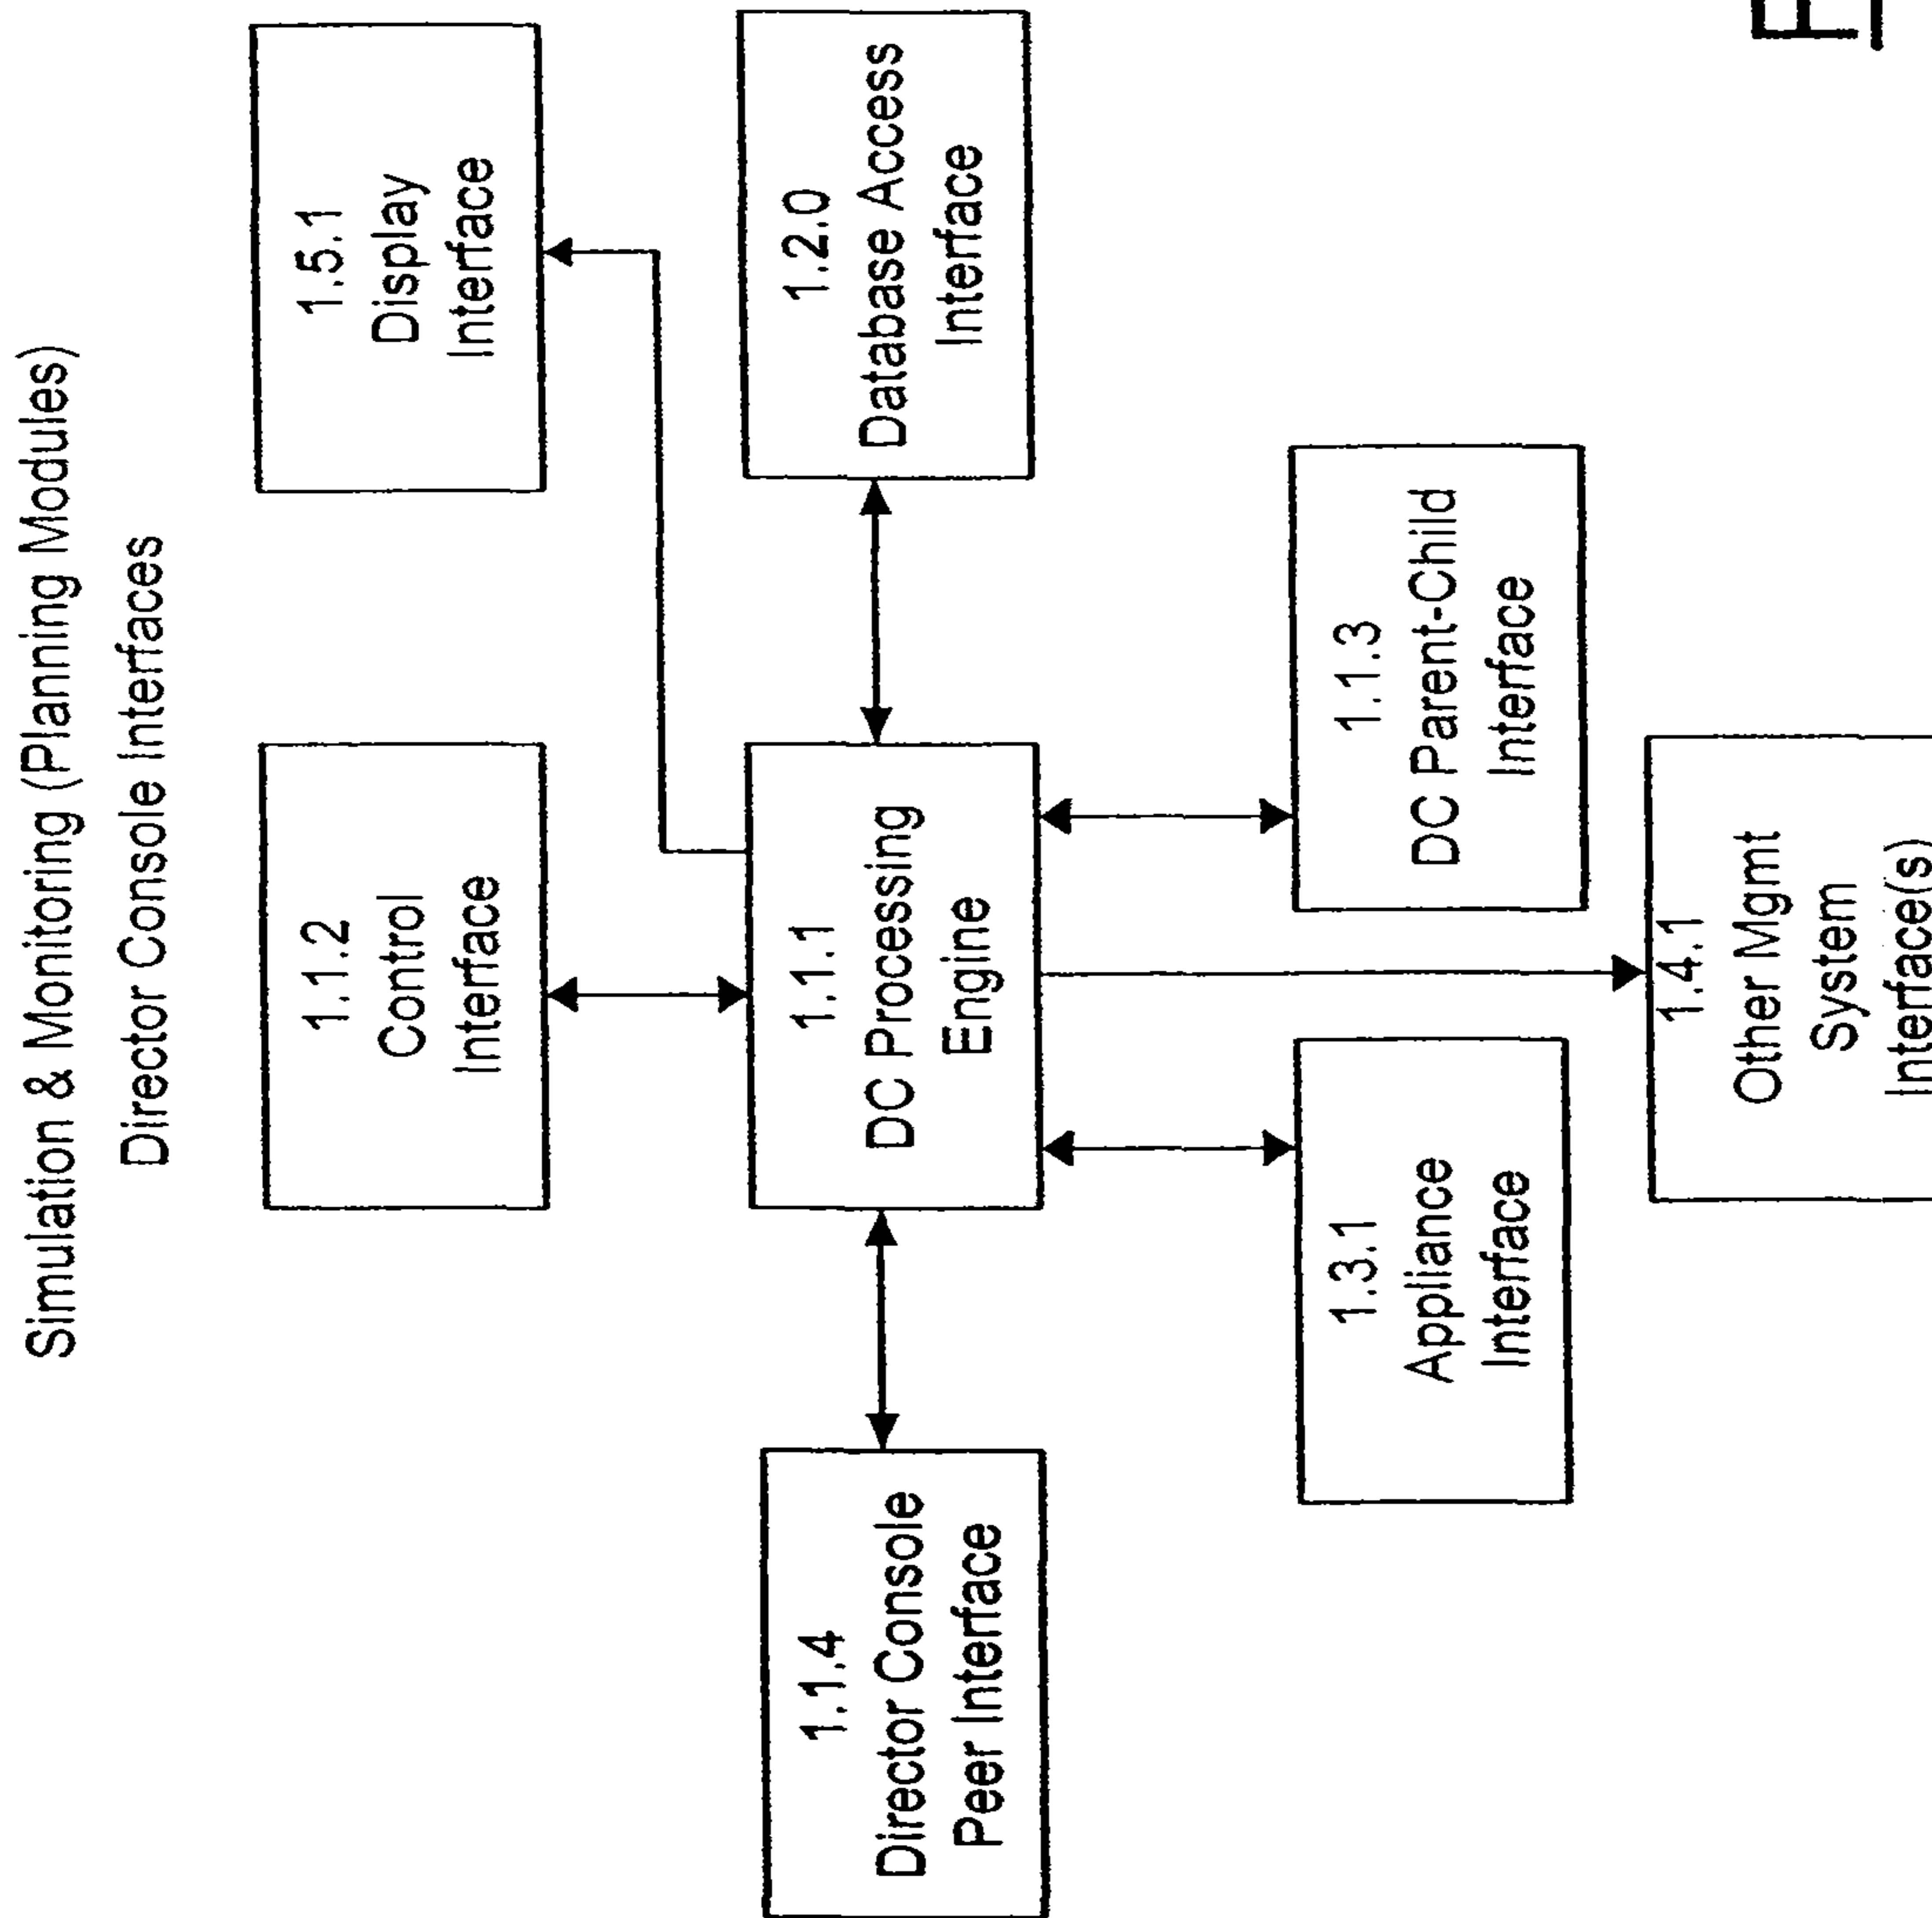 Simulation & Monitoring (Planning Modules)
Director Console Interfaces
1.1.2
Control
Interface
1.5.1
Display
Interface
1.1.4
Director Console
Peer Interface
1.1.1
DC Processing
Engine
1.2.0
Database Access
Interface
1.3.1
Appliance
Interface
1.1.3
DC Parent-Child
Interface
1.4.1
Other Mgmt
System
Interface(s)